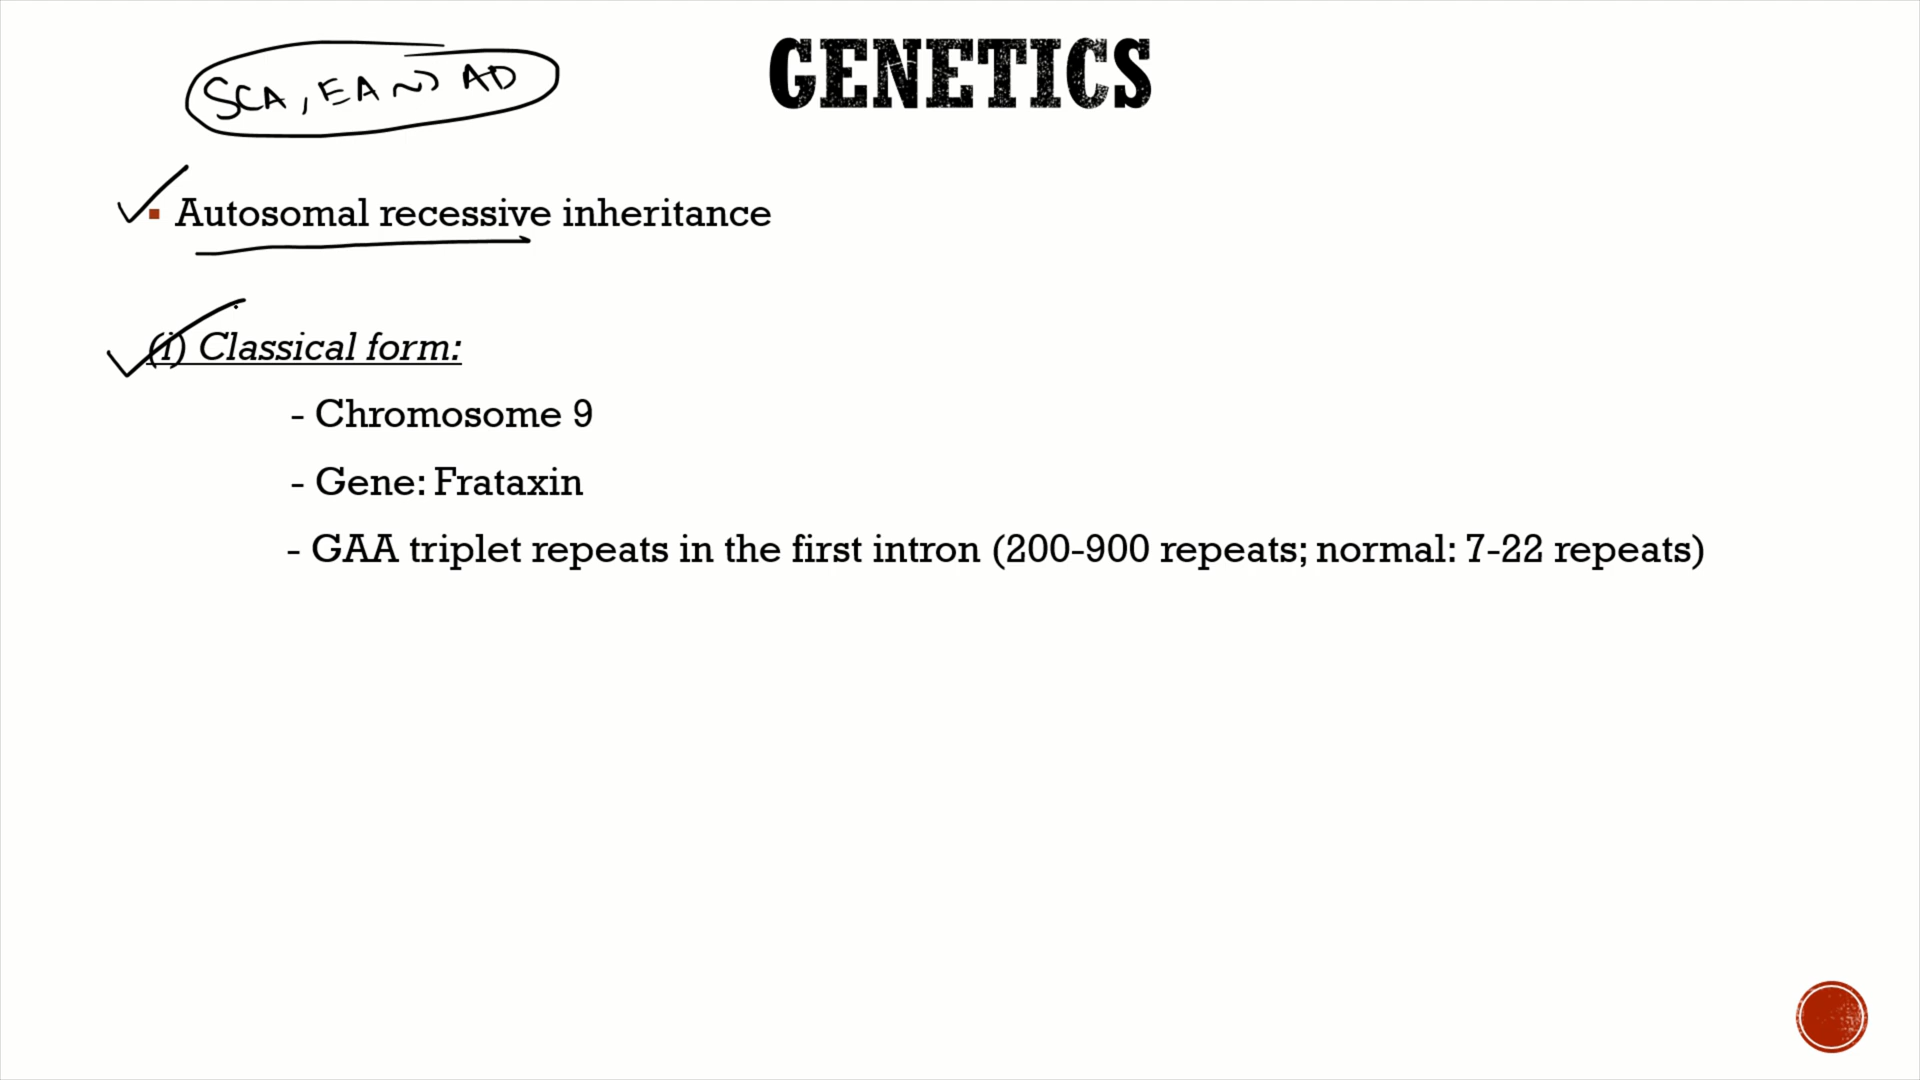 GENETICS
SCA, EA ~> AD
▪ Autosomal recessive inheritance
(i) Classical form:
- Chromosome 9
- Gene: Frataxin
- GAA triplet repeats in the first intron (200-900 repeats; normal: 7-22 repeats)